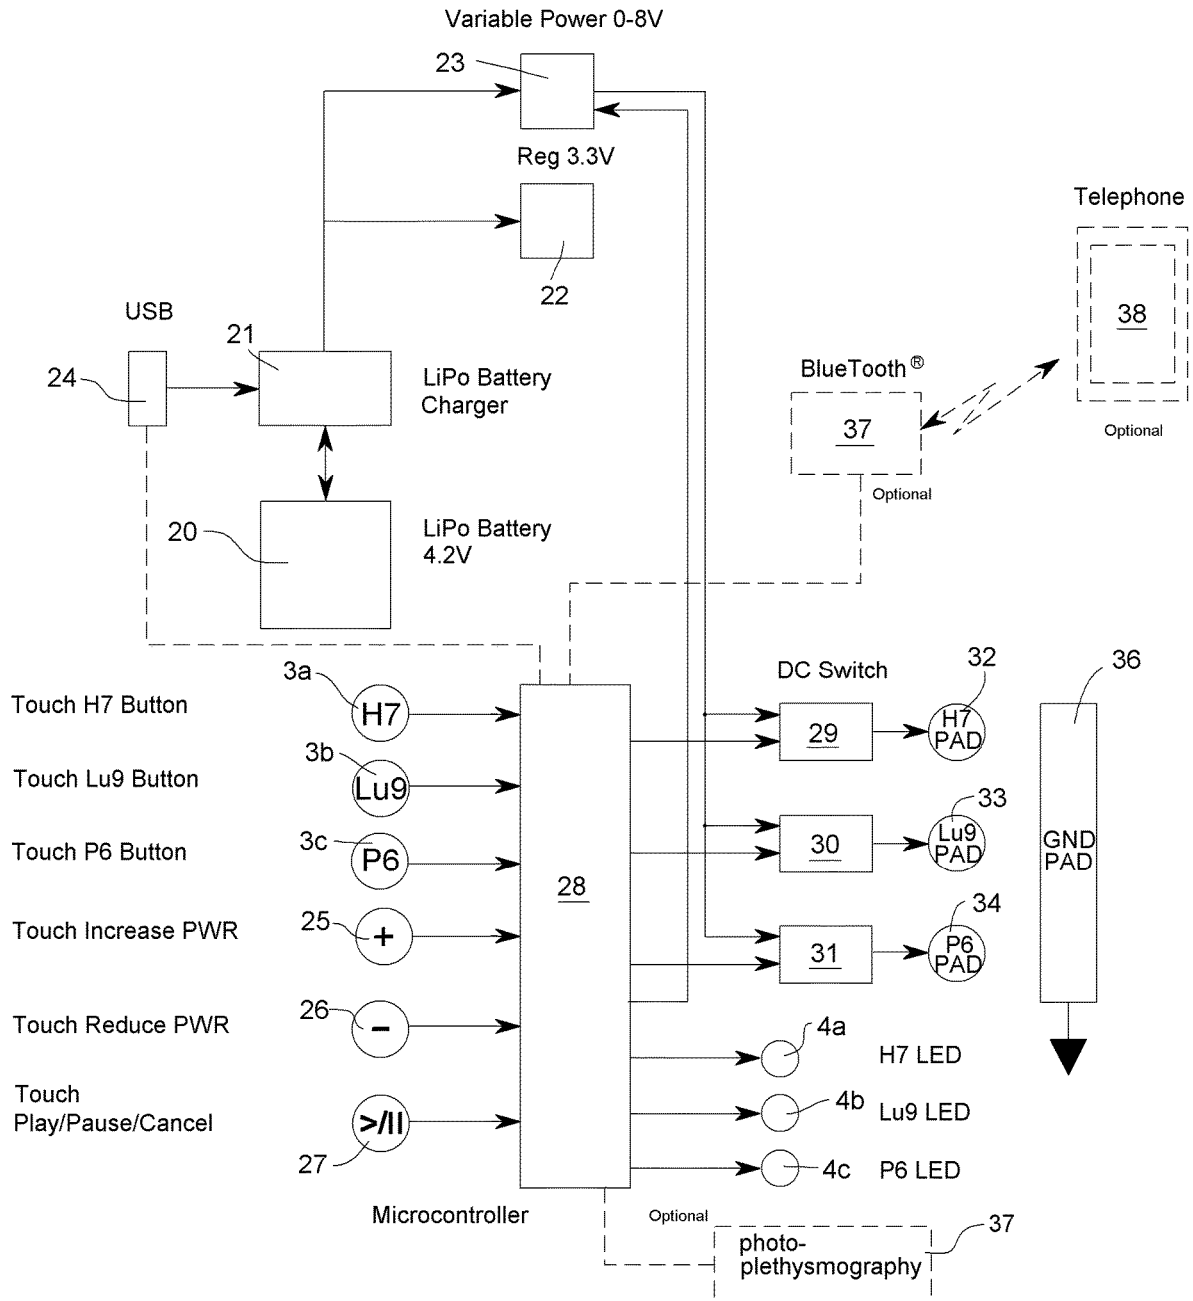 Variable Power 0-8V
23
Reg 3.3V
22
Telephone
38
Optional
USB
24
21
LiPo Battery
Charger
BlueTooth®
37
Optional
20
LiPo Battery
4.2V
Touch H7 Button
3a
H7
Touch Lu9 Button
3b
Lu9
Touch P6 Button
3c
P6
Touch Increase PWR
25
+
Touch Reduce PWR
26
-
Touch
Play/Pause/Cancel
>/II
27
28
Microcontroller
DC Switch
29
30
31
32
H7
PAD
33
Lu9
PAD
34
P6
PAD
36
GND
PAD
4a
H7 LED
4b
Lu9 LED
4c
P6 LED
Optional
37
photo-
plethysmography